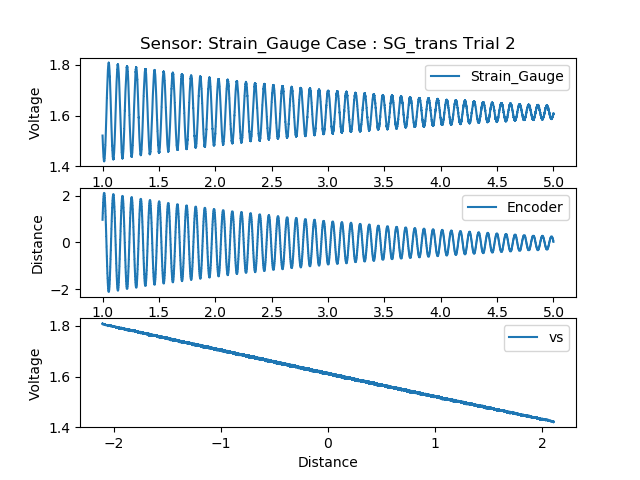 Sensor: Strain_Gauge Case : SG_trans Trial 2
1.8
1.6
1.4
Voltage
Strain_Gauge
1.0 1.5 2.0 2.5 3.0 3.5 4.0 4.5 5.0
2
0
−2
Distance
Encoder
1.0 1.5 2.0 2.5 3.0 3.5 4.0 4.5 5.0
1.8
1.6
1.4
Voltage
vs
−2 −1 0 1 2
Distance